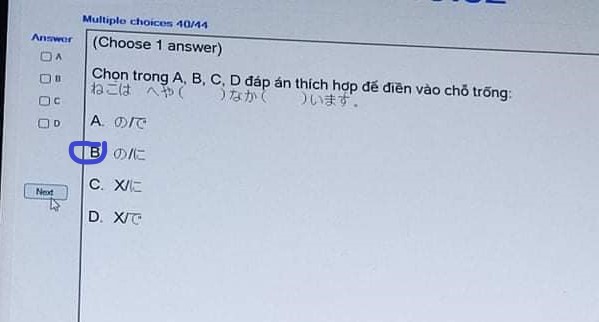 Multiple choices 40/44
Answer
(Choose 1 answer)
A
B
C
D
Chọn trong A, B, C, D đáp án thích hợp để điền vào chỗ trống:
ねこは へや( )なか( )います。
A. の/で
B. の/に
C. X/に
D. X/で
Next